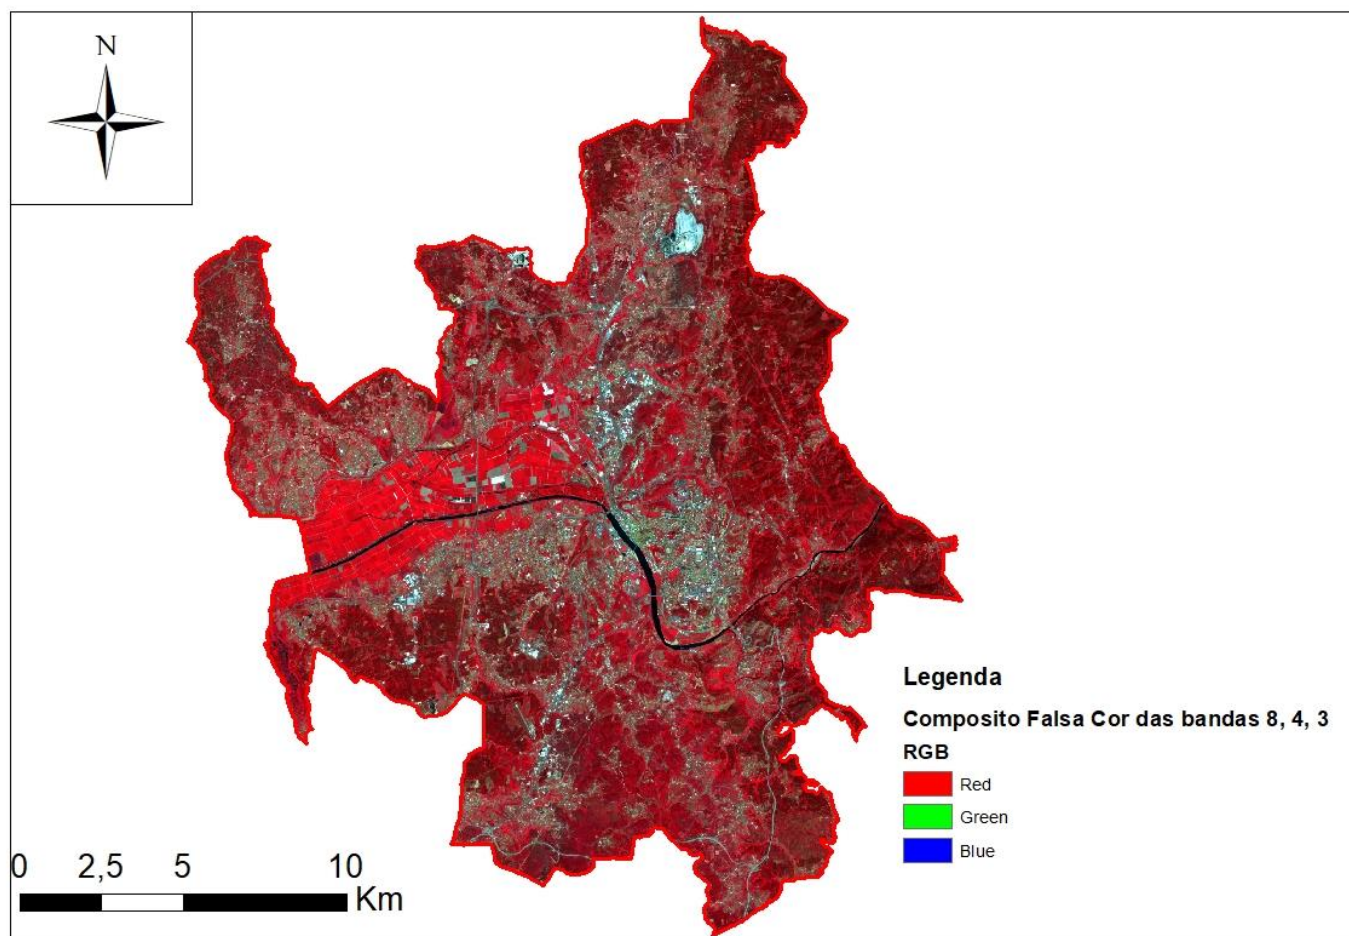 N
Legenda
Composito Falsa Cor das bandas 8, 4, 3
RGB
Red
Green
Blue
0 2,5 5 10
Km